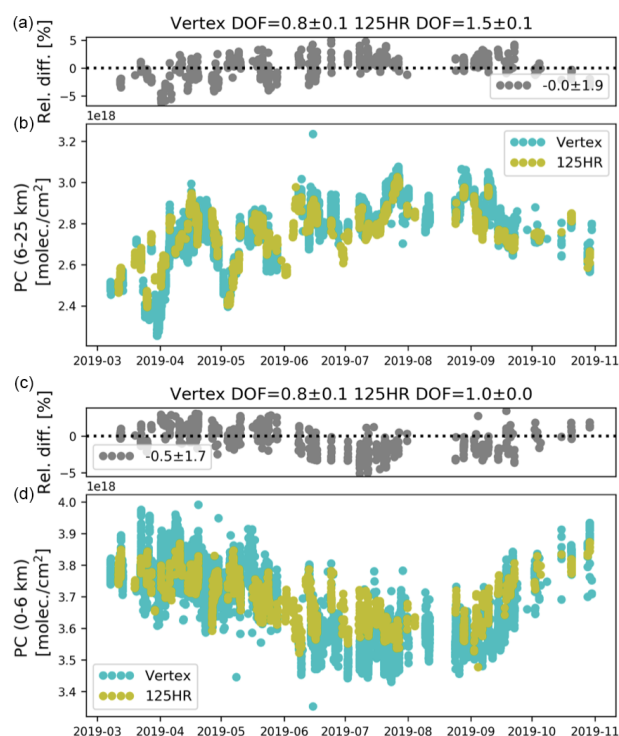 (a)
Vertex DOF=0.8±0.1 125HR DOF=1.5±0.1
Rel. diff. [%]
5
0
−5
-0.0±1.9
(b)
1e18
PC (6-25 km)
[molec./cm²]
3.2
3.0
2.8
2.6
2.4
Vertex
125HR
2019-03 2019-04 2019-05 2019-06 2019-07 2019-08 2019-09 2019-10 2019-11
(c)
Vertex DOF=0.8±0.1 125HR DOF=1.0±0.0
Rel. diff. [%]
0
−5
-0.5±1.7
(d)
1e18
PC (0-6 km)
[molec./cm²]
4.0
3.9
3.8
3.7
3.6
3.5
3.4
Vertex
125HR
2019-03 2019-04 2019-05 2019-06 2019-07 2019-08 2019-09 2019-10 2019-11